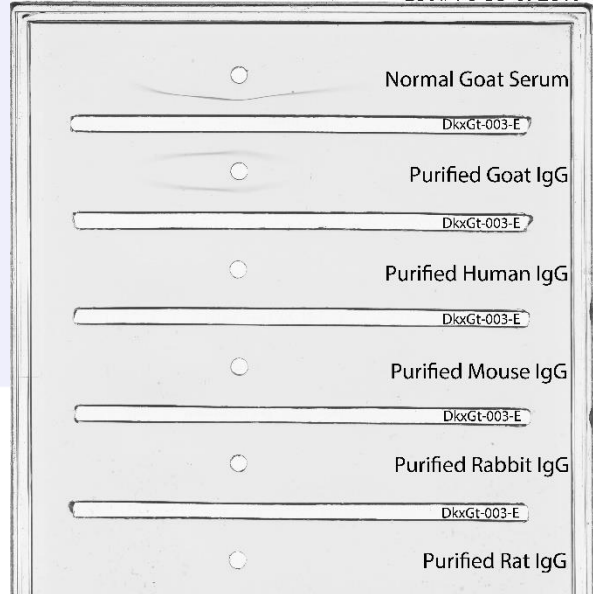 Normal Goat Serum
DkxGt-003-E
Purified Goat IgG
DkxGt-003-E
Purified Human IgG
DkxGt-003-E
Purified Mouse IgG
DkxGt-003-E
Purified Rabbit IgG
DkxGt-003-E
Purified Rat IgG